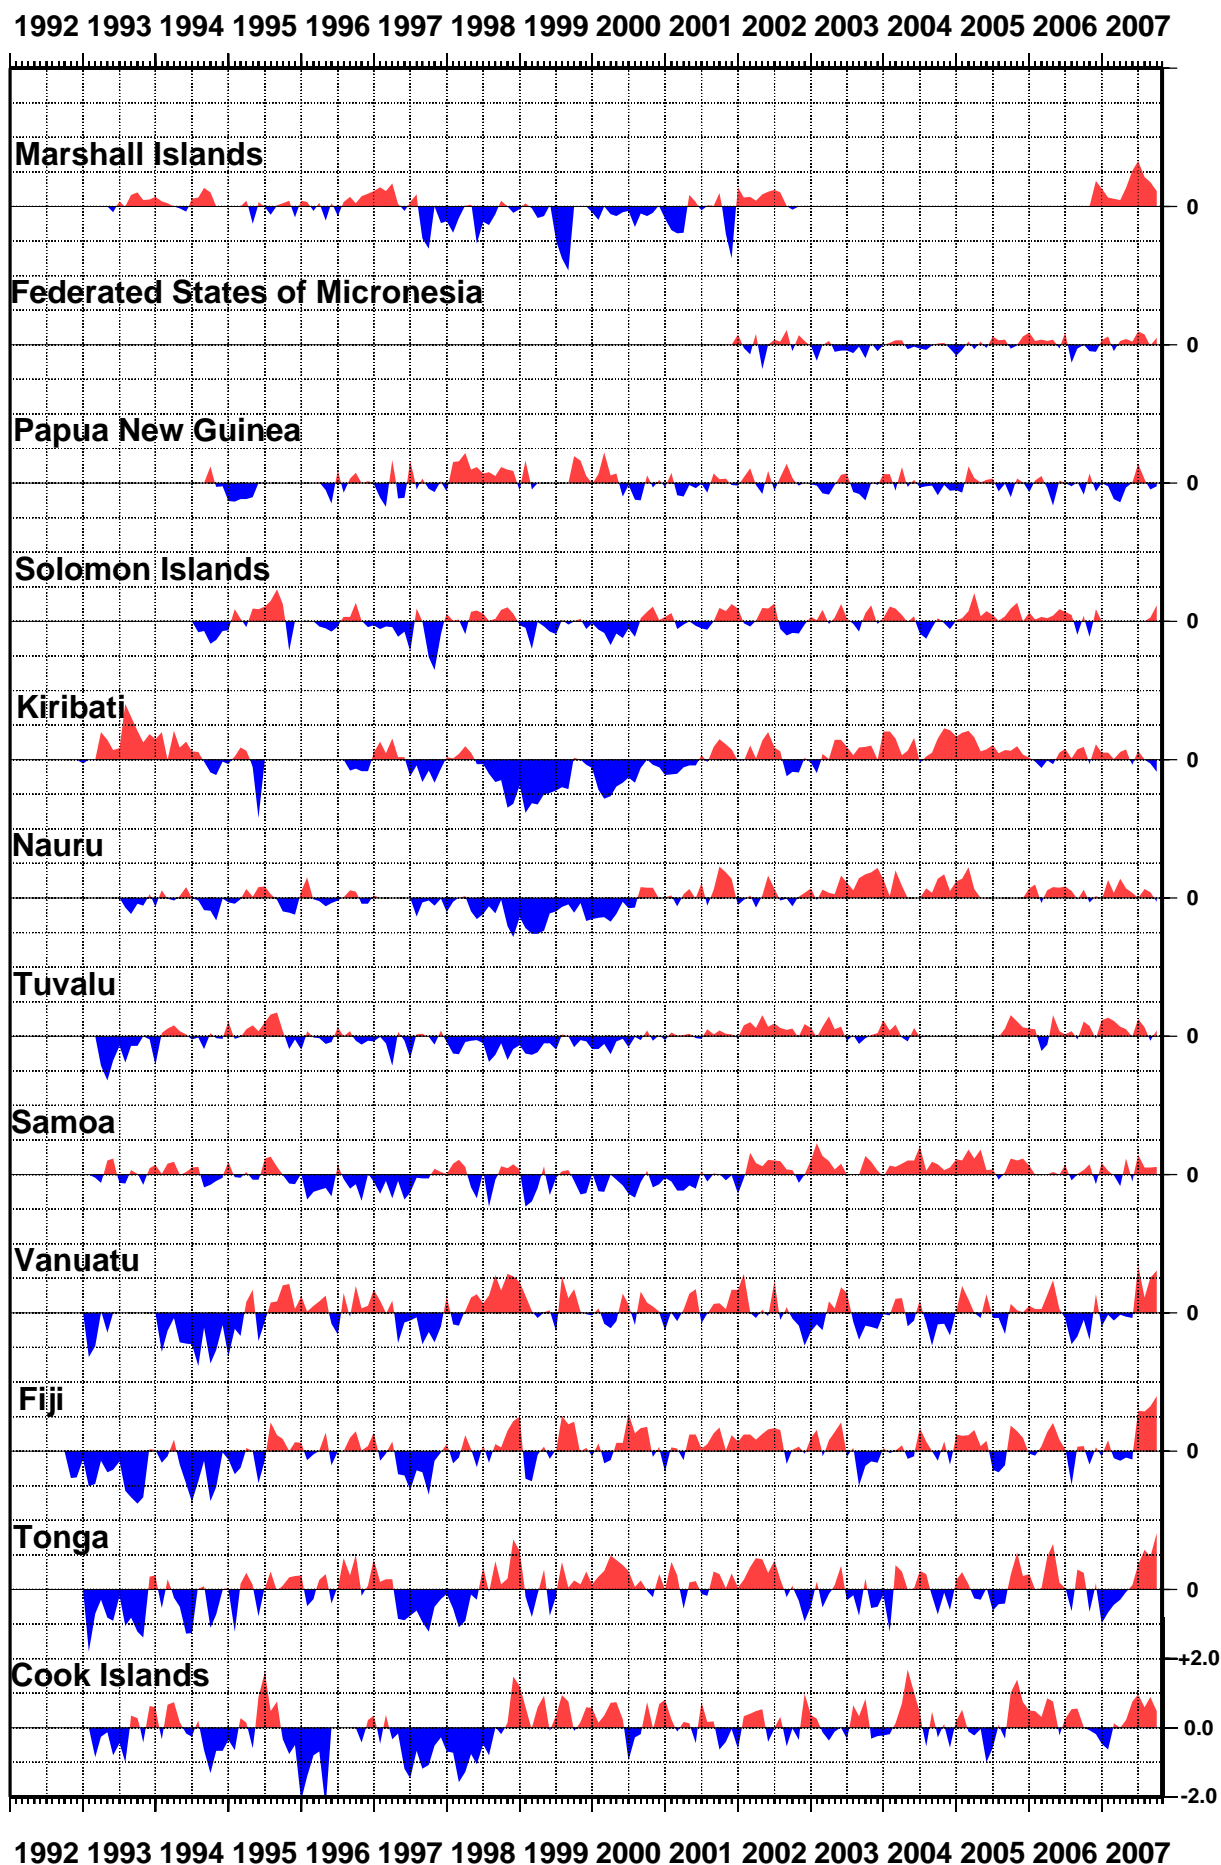 1992 1993 1994 1995 1996 1997 1998 1999 2000 2001 2002 2003 2004 2005 2006 2007
Marshall Islands
0
Federated States of Micronesia
0
Papua New Guinea
0
Solomon Islands
0
Kiribati
0
Nauru
0
Tuvalu
0
Samoa
0
Vanuatu
0
Fiji
0
Tonga
0
+2.0
Cook Islands
0.0
-2.0
1992 1993 1994 1995 1996 1997 1998 1999 2000 2001 2002 2003 2004 2005 2006 2007